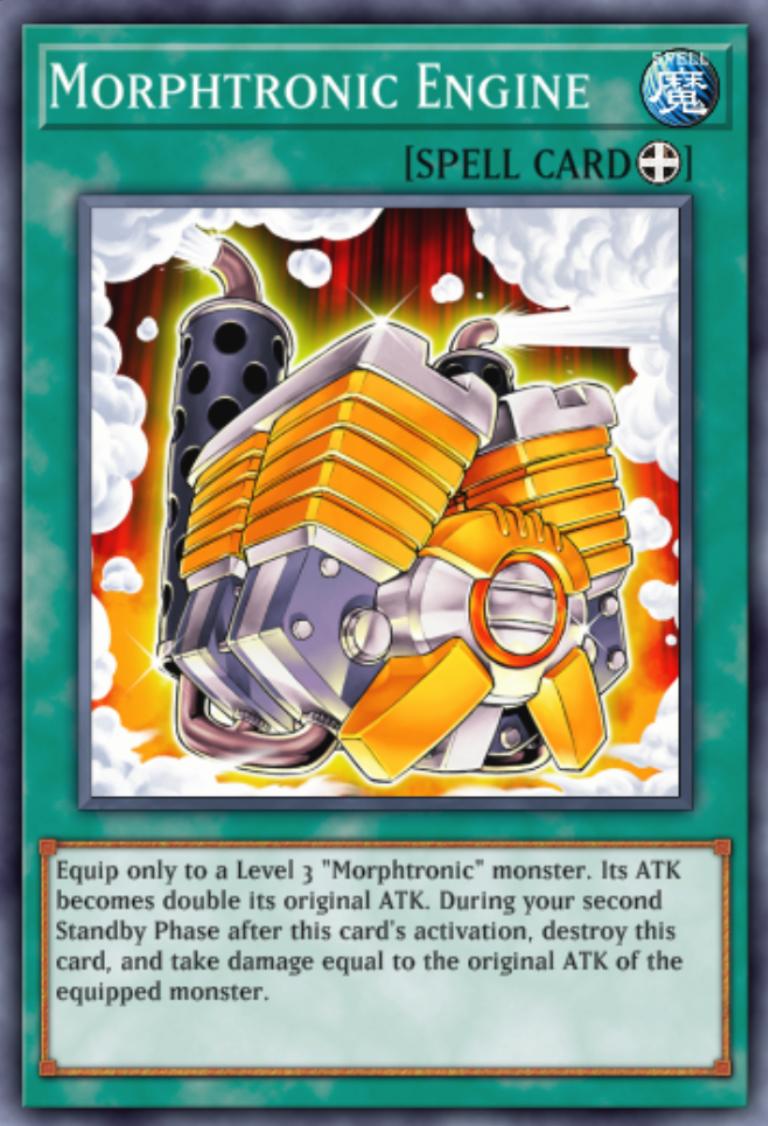 MORPHTRONIC ENGINE
SPELL
魔
[SPELL CARD]
Equip only to a Level 3 "Morphtronic" monster. Its ATK
becomes double its original ATK. During your second
Standby Phase after this card's activation, destroy this
card, and take damage equal to the original ATK of the
equipped monster.